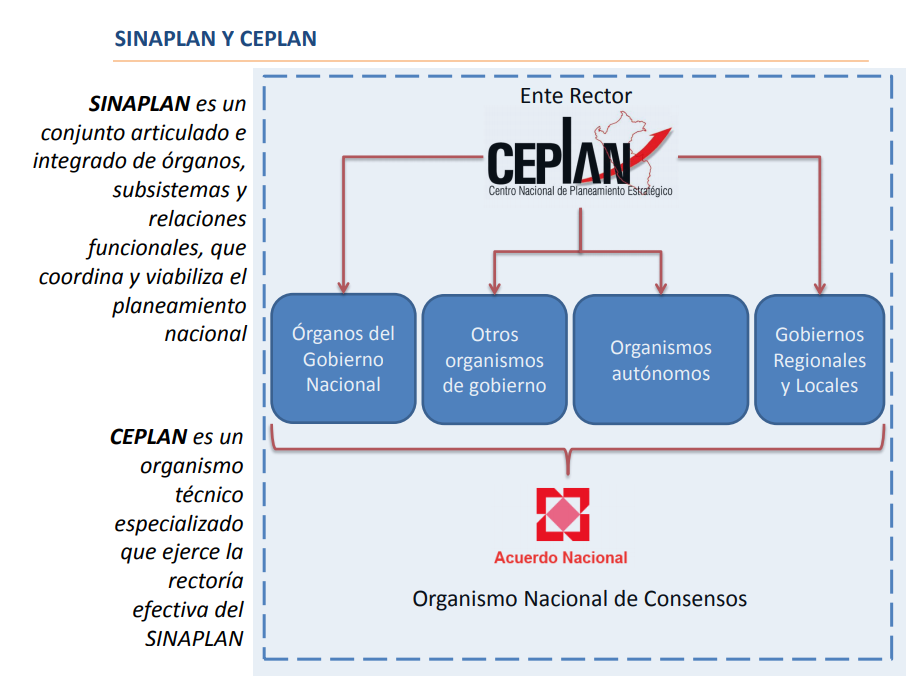 SINAPLAN Y CEPLAN
SINAPLAN es un
conjunto articulado e
integrado de órganos,
subsistemas y
relaciones
funcionales, que
coordina y viabiliza el
planeamiento
nacional
CEPLAN es un
organismo
técnico
especializado
que ejerce la
rectoría
efectiva del
SINAPLAN
Ente Rector
CEPLAN
Centro Nacional de Planeamiento Estratégico
Órganos del
Gobierno
Nacional
Otros
organismos
de gobierno
Organismos
autónomos
Gobiernos
Regionales
y Locales
Acuerdo Nacional
Organismo Nacional de Consensos